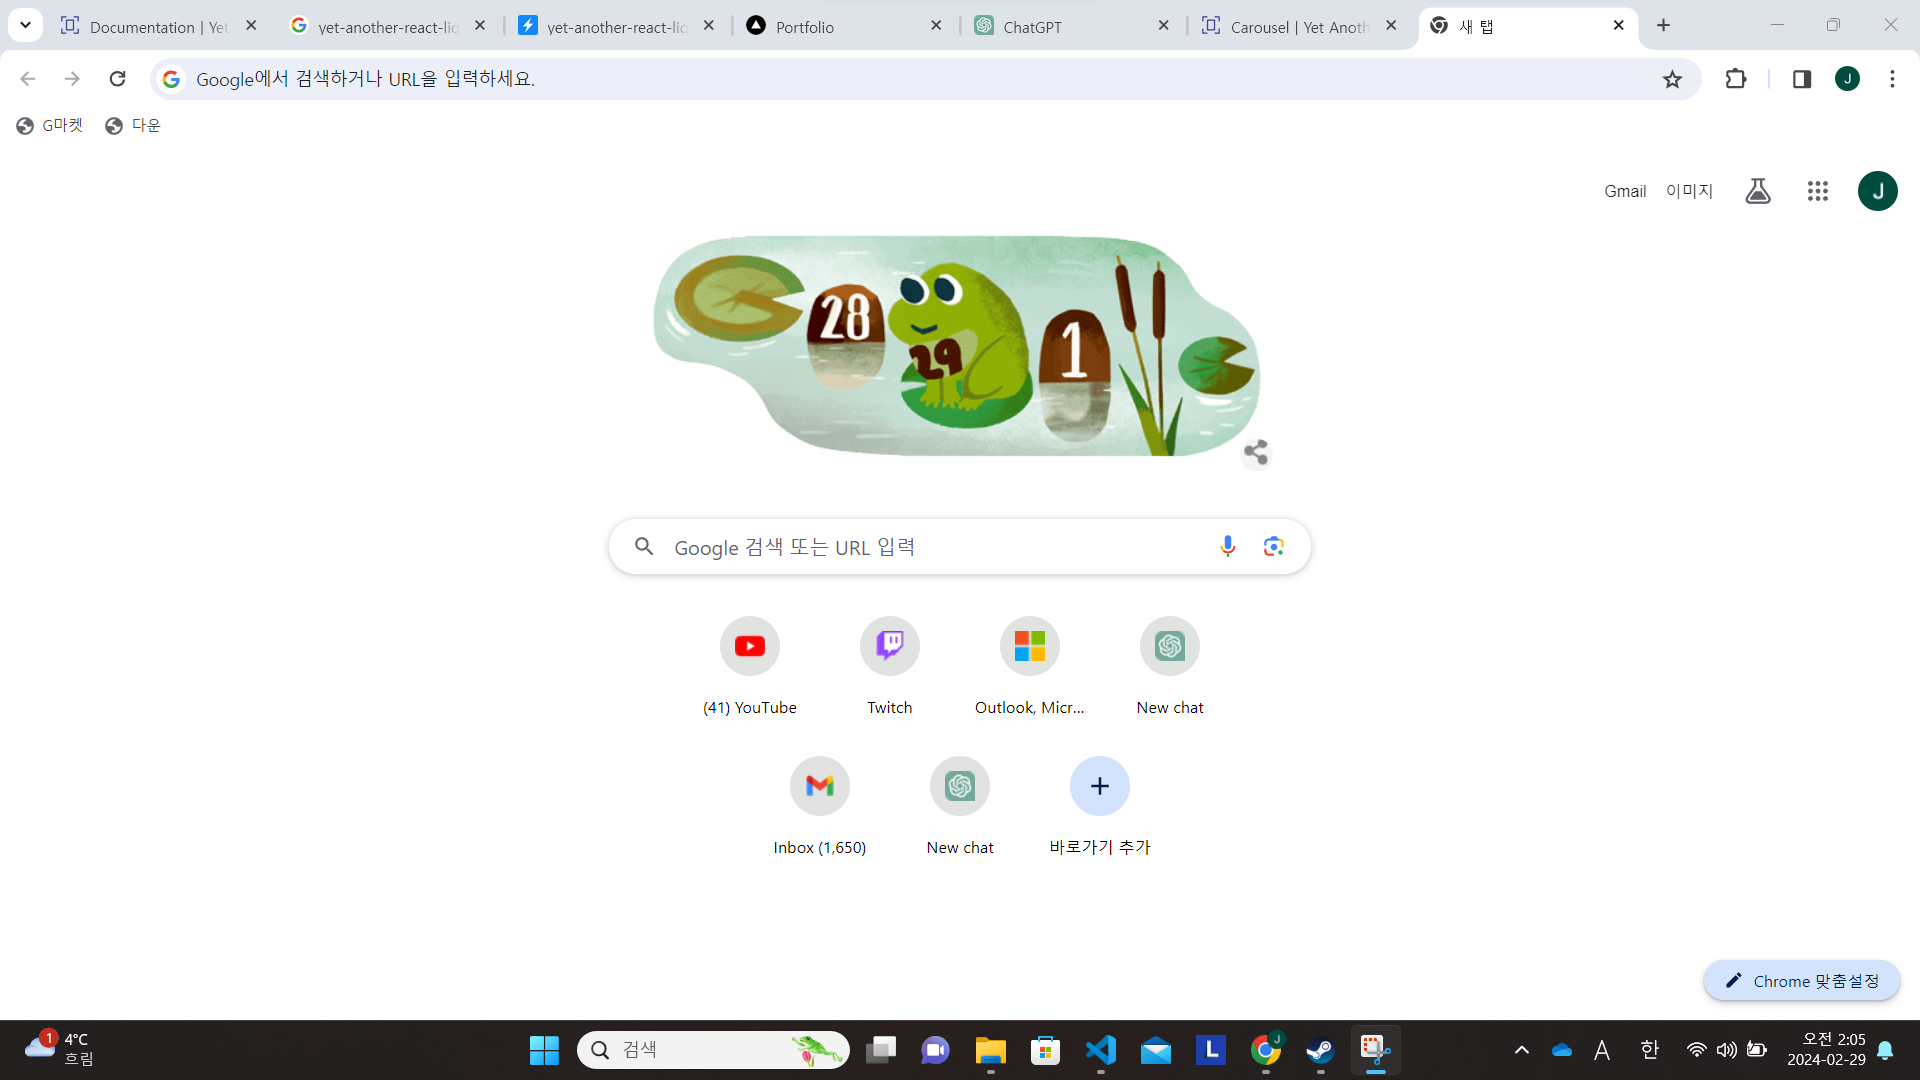 Documentation | Yet
yet-another-react-lig
yet-another-react-lig
Portfolio
ChatGPT
Carousel | Yet Anoth
새 탭
Google에서 검색하거나 URL을 입력하세요.
J
G마켓
다운
Gmail
이미지
J
28
29
1
Google 검색 또는 URL 입력
(41) YouTube
Twitch
Outlook, Micr...
New chat
Inbox (1,650)
New chat
바로가기 추가
Chrome 맞춤설정
1
4°C
흐림
검색
L
J
A
한
오전 2:05
2024-02-29